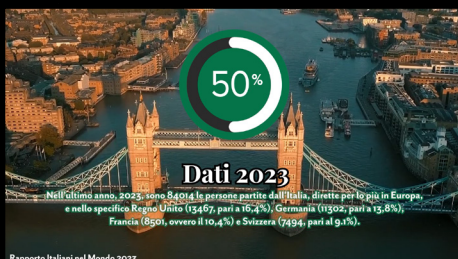 50%
Dati 2023
Nell'ultimo anno, 2023, sono 84014 le persone partite dall'Italia, dirette per lo più in Europa,
e nello specifico Regno Unito (13467, pari a 16,4%), Germania (11302, pari a 13,8%),
Francia (8501, ovvero il 10,4%) e Svizzera (7494, pari al 9.1%).
Rapporto Italiani nel Mondo 2023